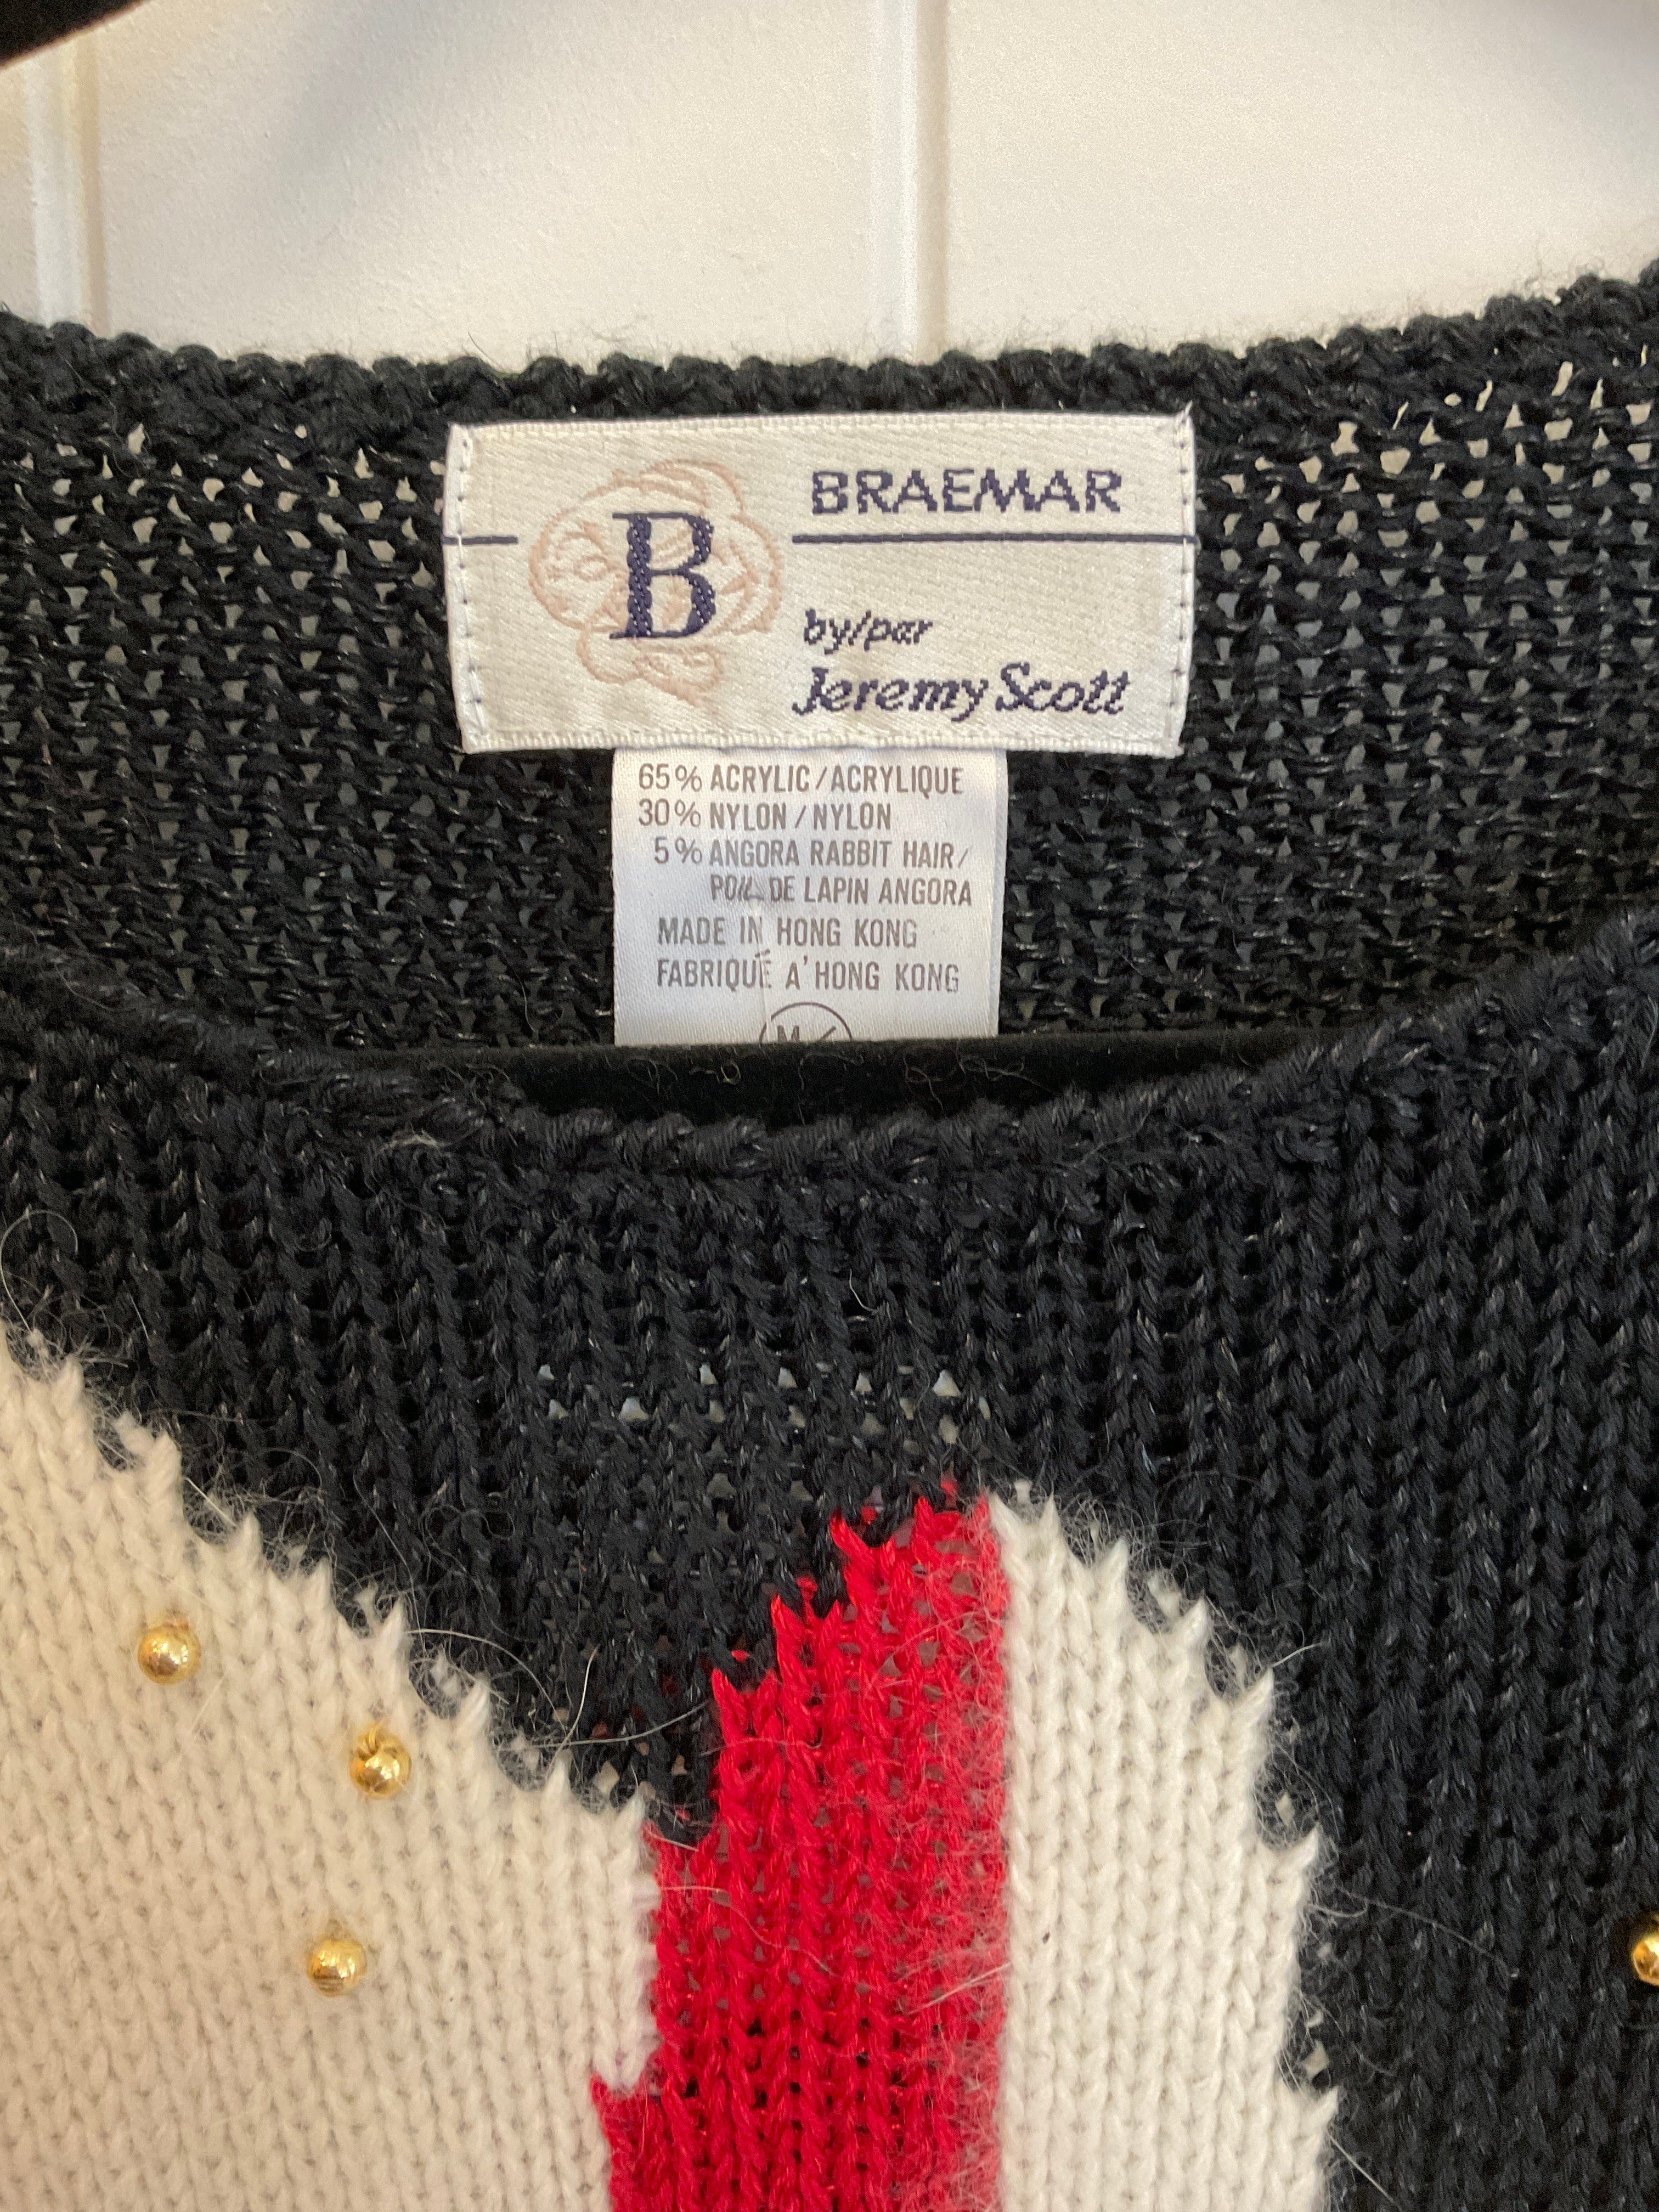 B
BRAEMAR
by/par
Jeremy Scott
65% ACRYLIC/ACRYLIQUE
30% NYLON/NYLON
5% ANGORA RABBIT HAIR/
POIL DE LAPIN ANGORA
MADE IN HONG KONG
FABRIQUÉ A' HONG KONG
M